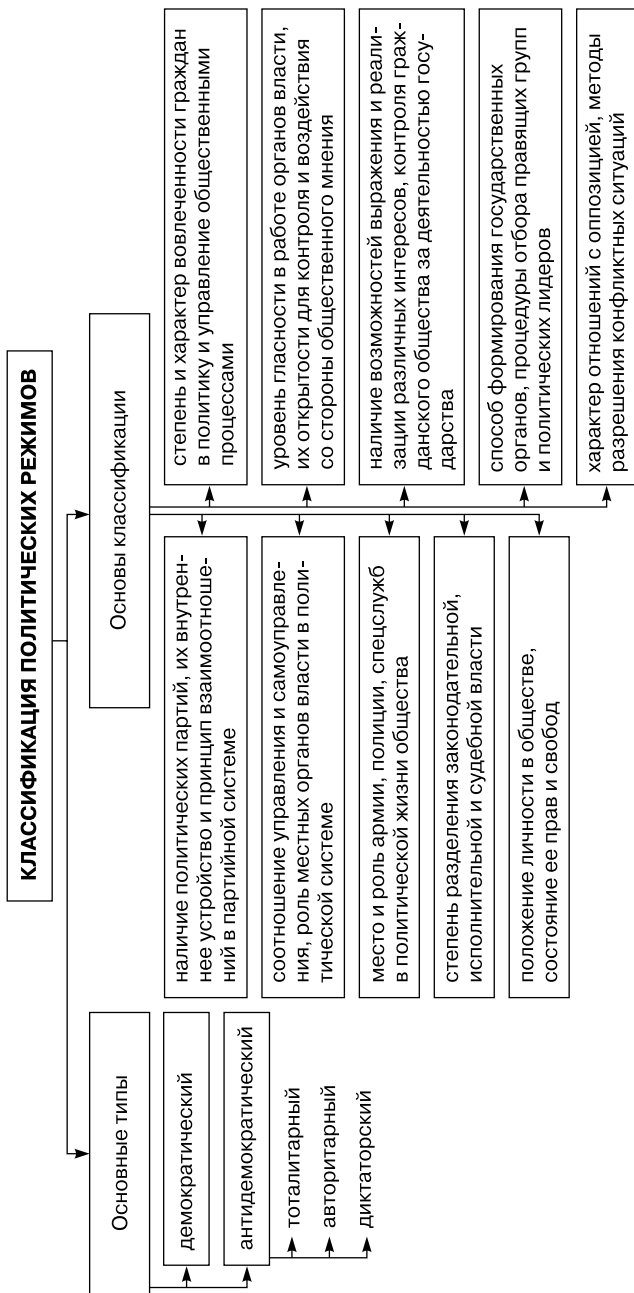 КЛАССИФИКАЦИЯ ПОЛИТИЧЕСКИХ РЕЖИМОВ
Основные типы
демократический
антидемократический
тоталитарный
авторитарный
диктаторский
Основы классификации
наличие политических партий, их внутрен-
нее устройство и принцип взаимоотноше-
ний в партийной системе
соотношение управления и самоуправле-
ния, роль местных органов власти в поли-
тической системе
место и роль армии, полиции, спецслужб
в политической жизни общества
степень разделения законодательной,
исполнительной и судебной власти
положение личности в обществе,
состояние ее прав и свобод
степень и характер вовлеченности граждан
в политику и управление общественными
процессами
уровень гласности в работе органов власти,
их открытости для контроля и воздействия
со стороны общественного мнения
наличие возможностей выражения и реали-
зации различных интересов, контроля граж-
данского общества за деятельностью госу-
дарства
способ формирования государственных
органов, процедуры отбора правящих групп
и политических лидеров
характер отношений с оппозицией, методы
разрешения конфликтных ситуаций